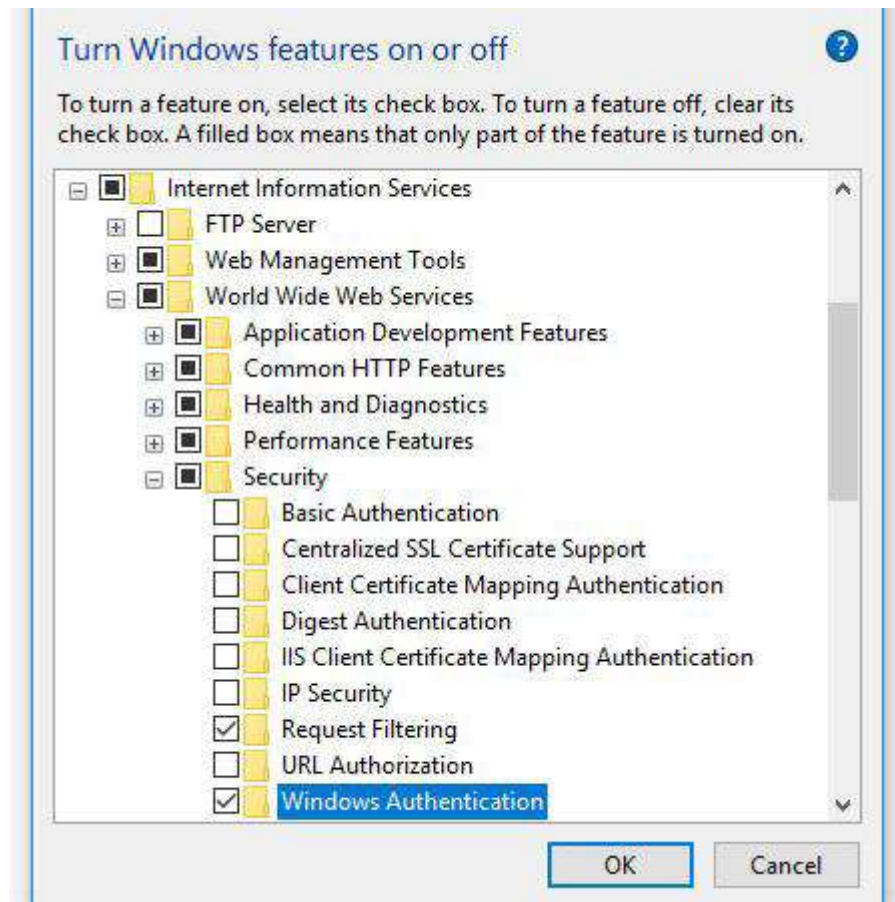 Turn Windows features on or off
To turn a feature on, select its check box. To turn a feature off, clear its
check box. A filled box means that only part of the feature is turned on.
Internet Information Services
FTP Server
Web Management Tools
World Wide Web Services
Application Development Features
Common HTTP Features
Health and Diagnostics
Performance Features
Security
Basic Authentication
Centralized SSL Certificate Support
Client Certificate Mapping Authentication
Digest Authentication
IIS Client Certificate Mapping Authentication
IP Security
Request Filtering
URL Authorization
Windows Authentication
OK Cancel